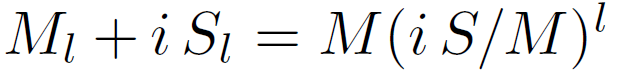 M_l + i S_l = M(i S/M)^l